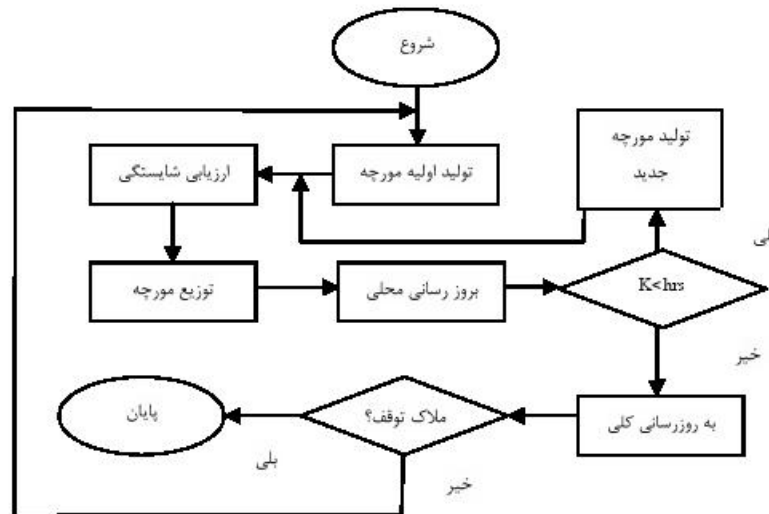 شروع
تولید مورچه
جدید
تولید اولیه مورچه
ارزیابی شایستگی
توزیع مورچه
بروز رسانی محلی
K<hrs
خیر
به روزرسانی کلی
ملاک توقف؟
پایان
بلی
خیر